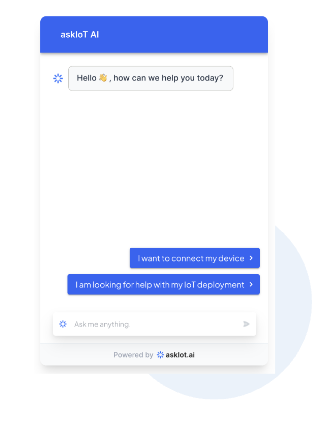 askIoT AI
Hello 👋 , how can we help you today?
I want to connect my device ›
I am looking for help with my IoT deployment ›
Ask me anything
Powered by asklot.ai